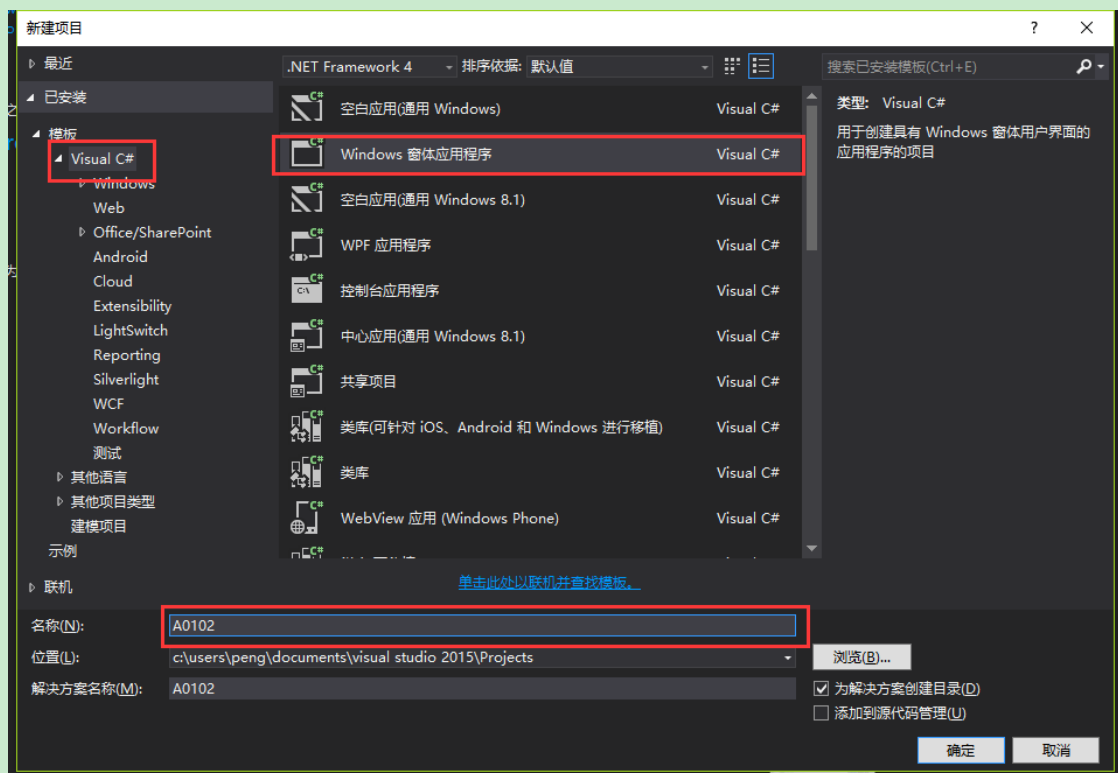 新建项目
?
最近
.NET Framework 4
排序依据: 默认值
搜索已安装模板(Ctrl+E)
已安装
模板
Visual C#
Windows
Web
Office/SharePoint
Android
Cloud
Extensibility
LightSwitch
Reporting
Silverlight
WCF
Workflow
测试
其他语言
其他项目类型
建模项目
示例
联机
空白应用(通用 Windows) Visual C#
Windows 窗体应用程序 Visual C#
空白应用(通用 Windows 8.1) Visual C#
WPF 应用程序 Visual C#
控制台应用程序 Visual C#
中心应用(通用 Windows 8.1) Visual C#
共享项目 Visual C#
类库(可针对 iOS、Android 和 Windows 进行移植) Visual C#
类库 Visual C#
WebView 应用 (Windows Phone) Visual C#
单击此处以联机并查找模板。
类型: Visual C#
用于创建具有 Windows 窗体用户界面的
应用程序的项目
名称(N): A0102
位置(L): c:\users\peng\documents\visual studio 2015\Projects
浏览(B)...
解决方案名称(M): A0102
为解决方案创建目录(D)
添加到源代码管理(U)
确定
取消